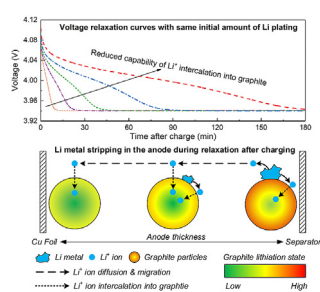 Voltage relaxation curves with same initial amount of Li plating
Reduced capability of Li⁺ intercalation into graphite
Voltage (V)
4.12
4.08
4.04
4.00
3.96
3.92
0 30 60 90 120 150 180
Time after charge (min)
Li metal stripping in the anode during relaxation after charging
Cu Foil Anode thickness Separator
Li metal Li⁺ ion Graphite particles
Li⁺ ion diffusion & migration
Li⁺ ion intercalation into graphtie
Graphite lithiation state
Low High